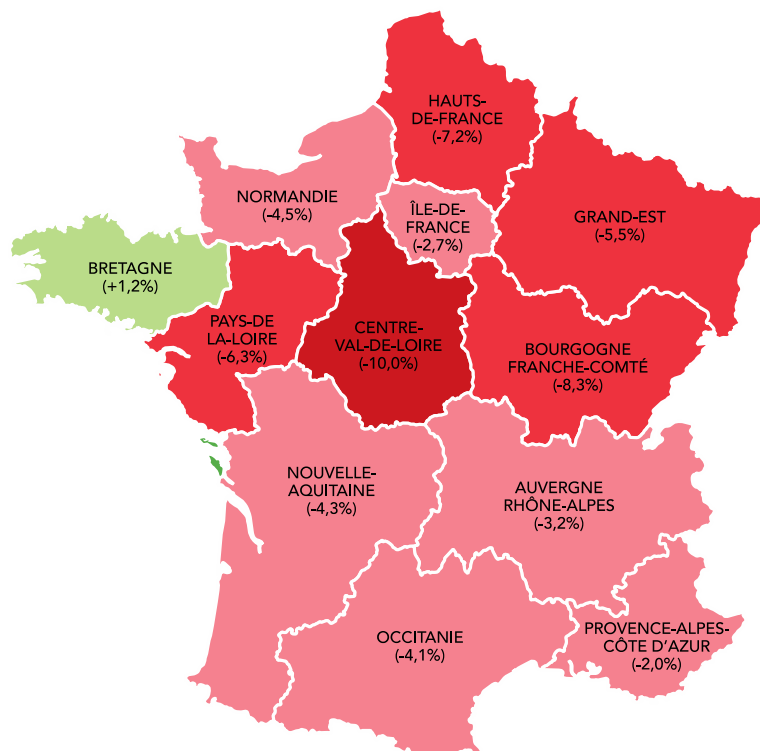 HAUTS-
DE-FRANCE
(-7,2%)
NORMANDIE
(-4,5%)
ÎLE-DE-
FRANCE
(-2,7%)
GRAND-EST
(-5,5%)
BRETAGNE
(+1,2%)
PAYS-DE
LA-LOIRE
(-6,3%)
CENTRE-
VAL-DE-LOIRE
(-10,0%)
BOURGOGNE
FRANCHE-COMTÉ
(-8,3%)
NOUVELLE-
AQUITAINE
(-4,3%)
AUVERGNE
RHÔNE-ALPES
(-3,2%)
OCCITANIE
(-4,1%)
PROVENCE-ALPES-
CÔTE D'AZUR
(-2,0%)